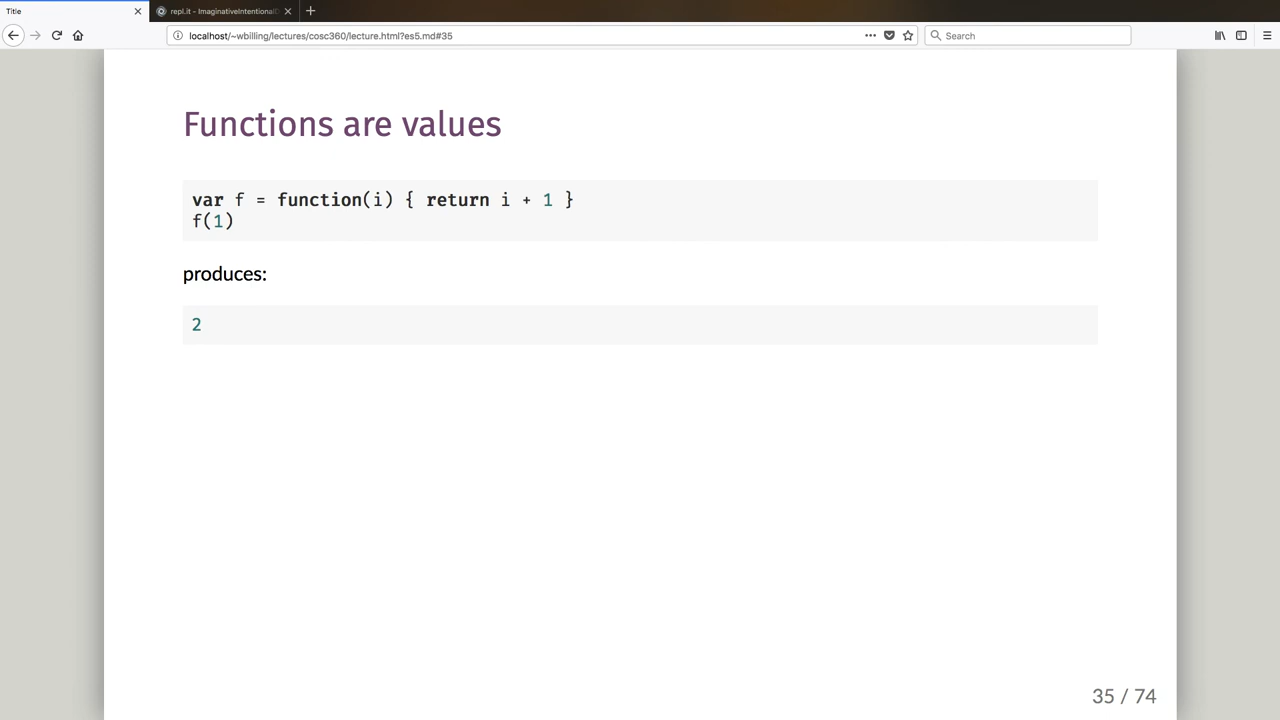 Title
repl.it - ImaginativeIntentional
localhost/~wbilling/lectures/cosc360/lecture.html?es5.md#35
Search
Functions are values
var f = function(i) { return i + 1 }
f(1)
produces:
2
35 / 74